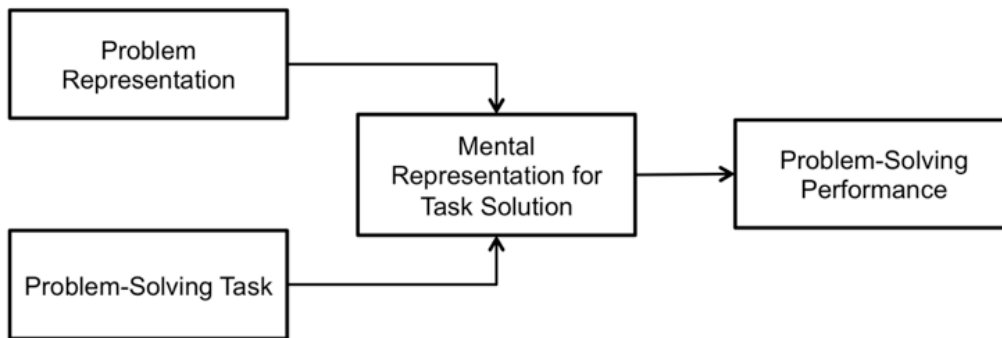 Problem
Representation
Mental
Representation for
Task Solution
Problem-Solving
Performance
Problem-Solving Task